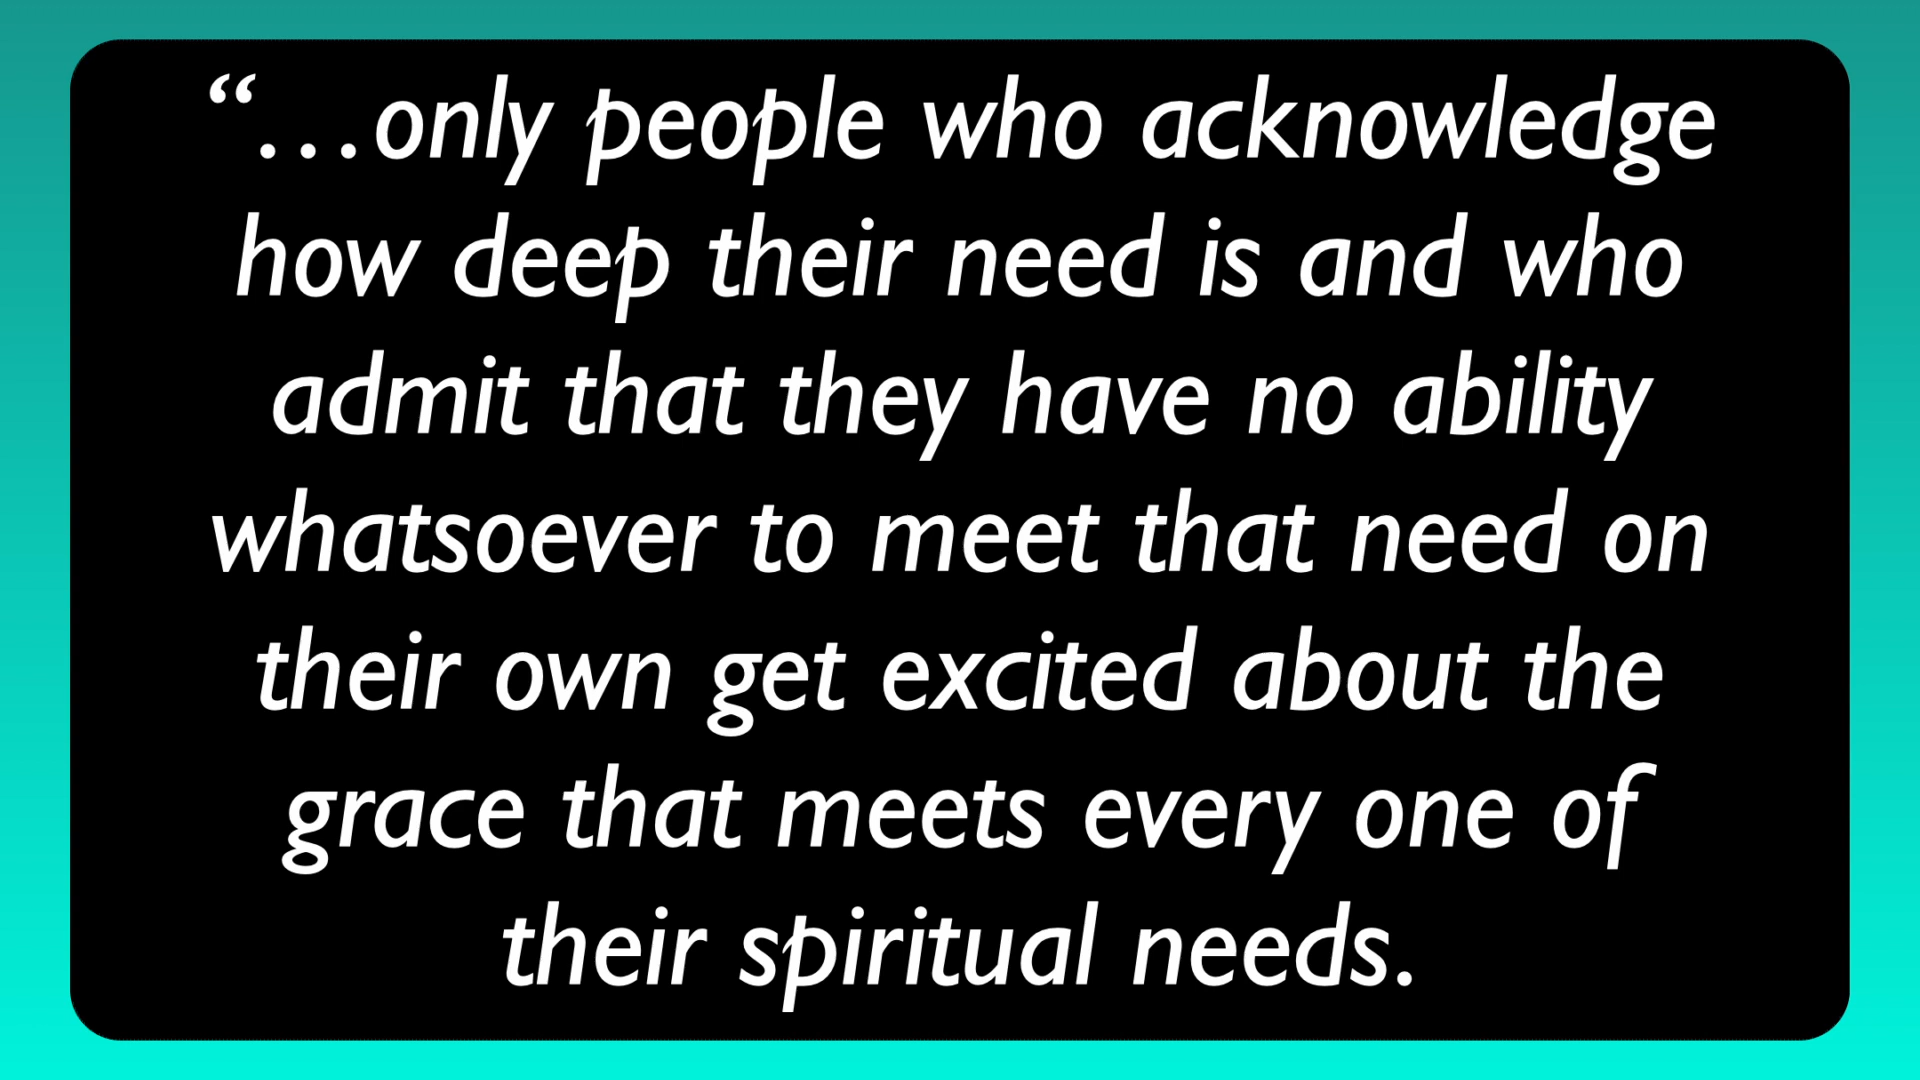 “…only people who acknowledge
how deep their need is and who
admit that they have no ability
whatsoever to meet that need on
their own get excited about the
grace that meets every one of
their spiritual needs.